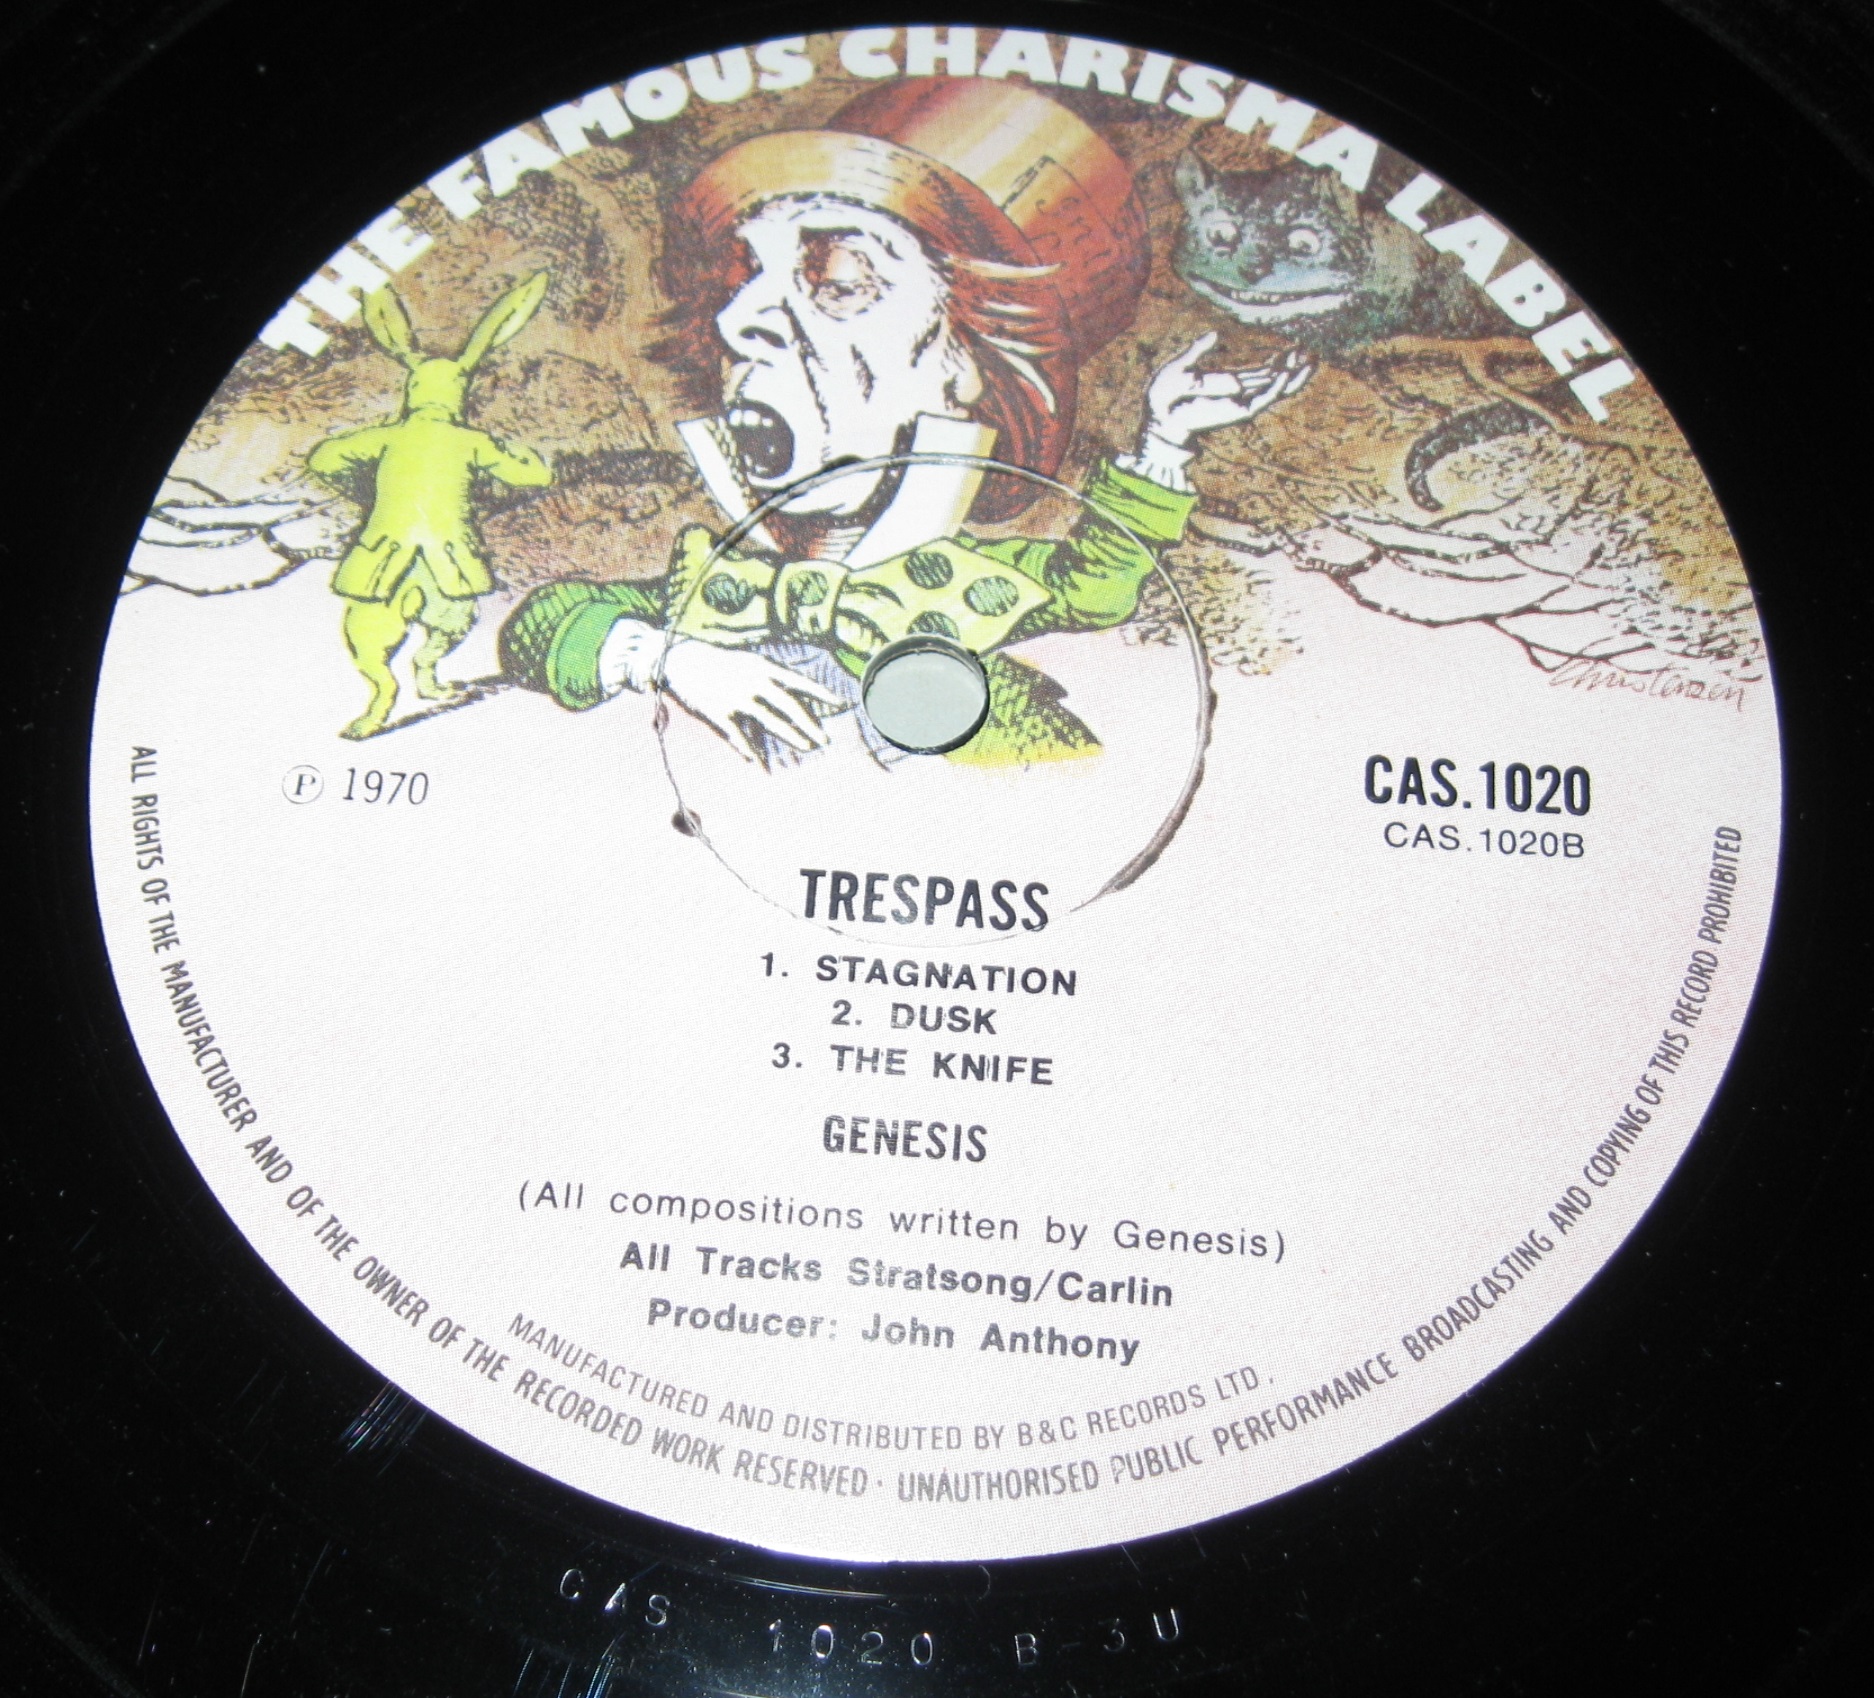 THE FAMOUS CHARISMA LABEL
Christensen
Ⓟ 1970
CAS.1020
CAS.1020B
TRESPASS
1. STAGNATION
2. DUSK
3. THE KNIFE
GENESIS
(All compositions written by Genesis)
All Tracks Stratsong/Carlin
Producer: John Anthony
MANUFACTURED AND DISTRIBUTED BY B&C RECORDS LTD.
ALL RIGHTS OF THE MANUFACTURER AND OF THE OWNER OF THE RECORDED WORK RESERVED · UNAUTHORISED PUBLIC PERFORMANCE BROADCASTING AND COPYING OF THIS RECORD PROHIBITED
CAS 1020 B-3U